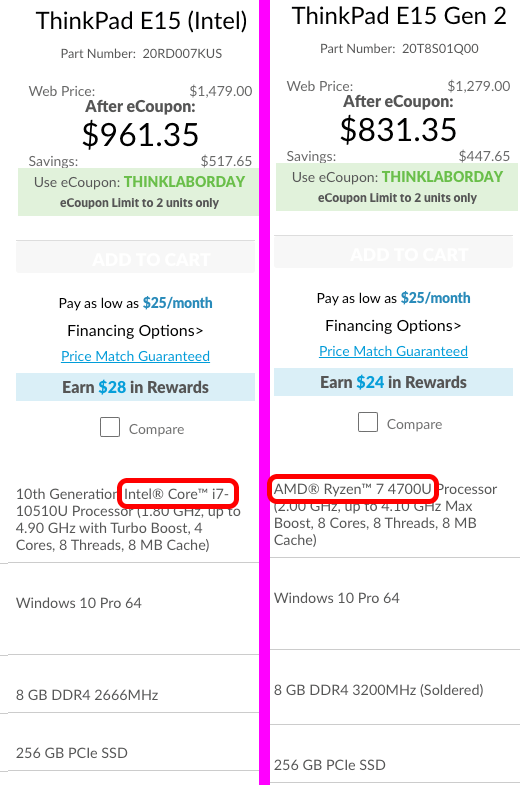 ThinkPad E15 (Intel)
Part Number: 20RD007KUS
Web Price: $1,479.00
After eCoupon:
$961.35
Savings: $517.65
Use eCoupon: THINKLABORDAY
eCoupon Limit to 2 units only
ADD TO CART
Pay as low as $25/month
Financing Options>
Price Match Guaranteed
Earn $28 in Rewards
Compare
10th Generation Intel® Core™ i7-
10510U Processor (1.80 GHz, up to
4.90 GHz with Turbo Boost, 4
Cores, 8 Threads, 8 MB Cache)
Windows 10 Pro 64
8 GB DDR4 2666MHz
256 GB PCIe SSD
ThinkPad E15 Gen 2
Part Number: 20T8S01Q00
Web Price: $1,279.00
After eCoupon:
$831.35
Savings: $447.65
Use eCoupon: THINKLABORDAY
eCoupon Limit to 2 units only
ADD TO CART
Pay as low as $25/month
Financing Options>
Price Match Guaranteed
Earn $24 in Rewards
Compare
AMD® Ryzen™ 7 4700U Processor
(2.00 GHz, up to 4.10 GHz Max
Boost, 8 Cores, 8 Threads, 8 MB
Cache)
Windows 10 Pro 64
8 GB DDR4 3200MHz (Soldered)
256 GB PCIe SSD